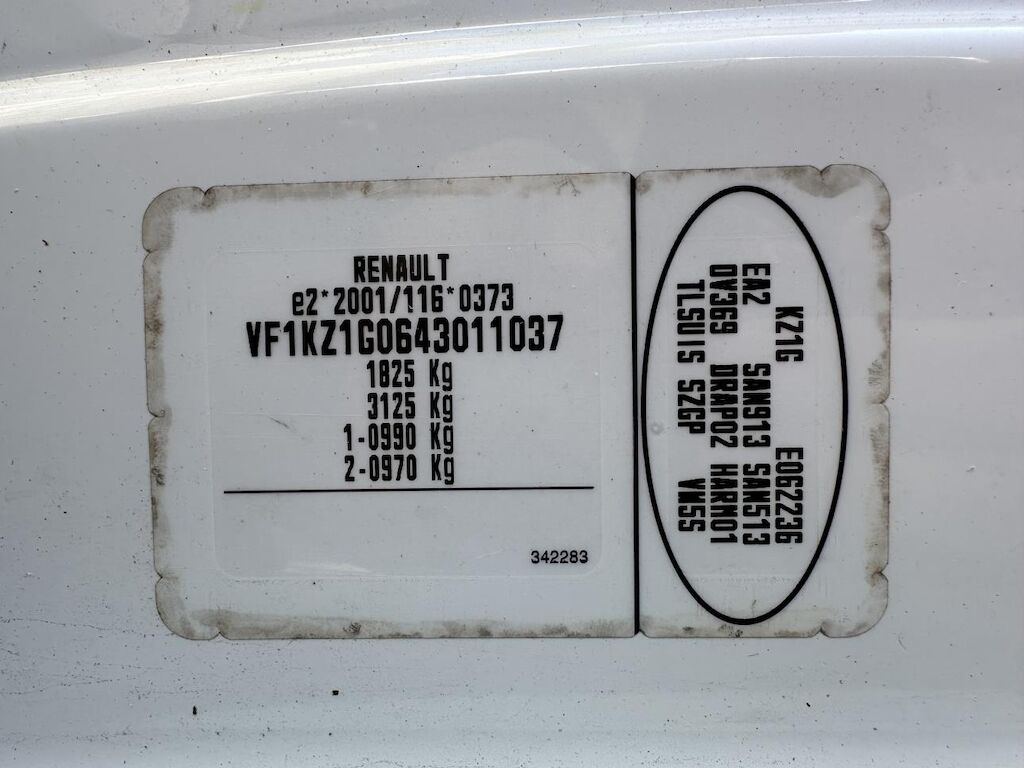 RENAULT
e2*2001/116*0373
VF1KZ1G0643011037
1825 Kg
3125 Kg
1-0990 Kg
2-0970 Kg
342283
KZ1G E062236
EA2 SAN913 SAN513
DV369 DRAP02 HARM01
TLSUIS SZGP VM5S